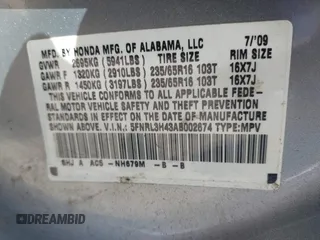 MFD. BY HONDA MFG. OF ALABAMA, LLC 7/'09
GVWR 2695KG (5941LBS) TIRE SIZE RIM SIZE
GAWR F 1320KG (2910LBS) 235/65R16 103T 16X7J
GAWR R 1450KG (3197LBS) 235/65R16 103T 16X7J
THIS VEHICLE CONFORMS TO ALL APPLICABLE FEDE-
RAL MOTOR VEHICLE SAFETY AND THEFT PREVENTION
STANDARDS IN EFFECT ON THE DATE OF MANUFACTURE
SHOWN ABOVE. V.I.N.: 5FNRL3H43AB002674 TYPE:MPV
SHJ A AC5 -NH679M -B -B
DREAMBID